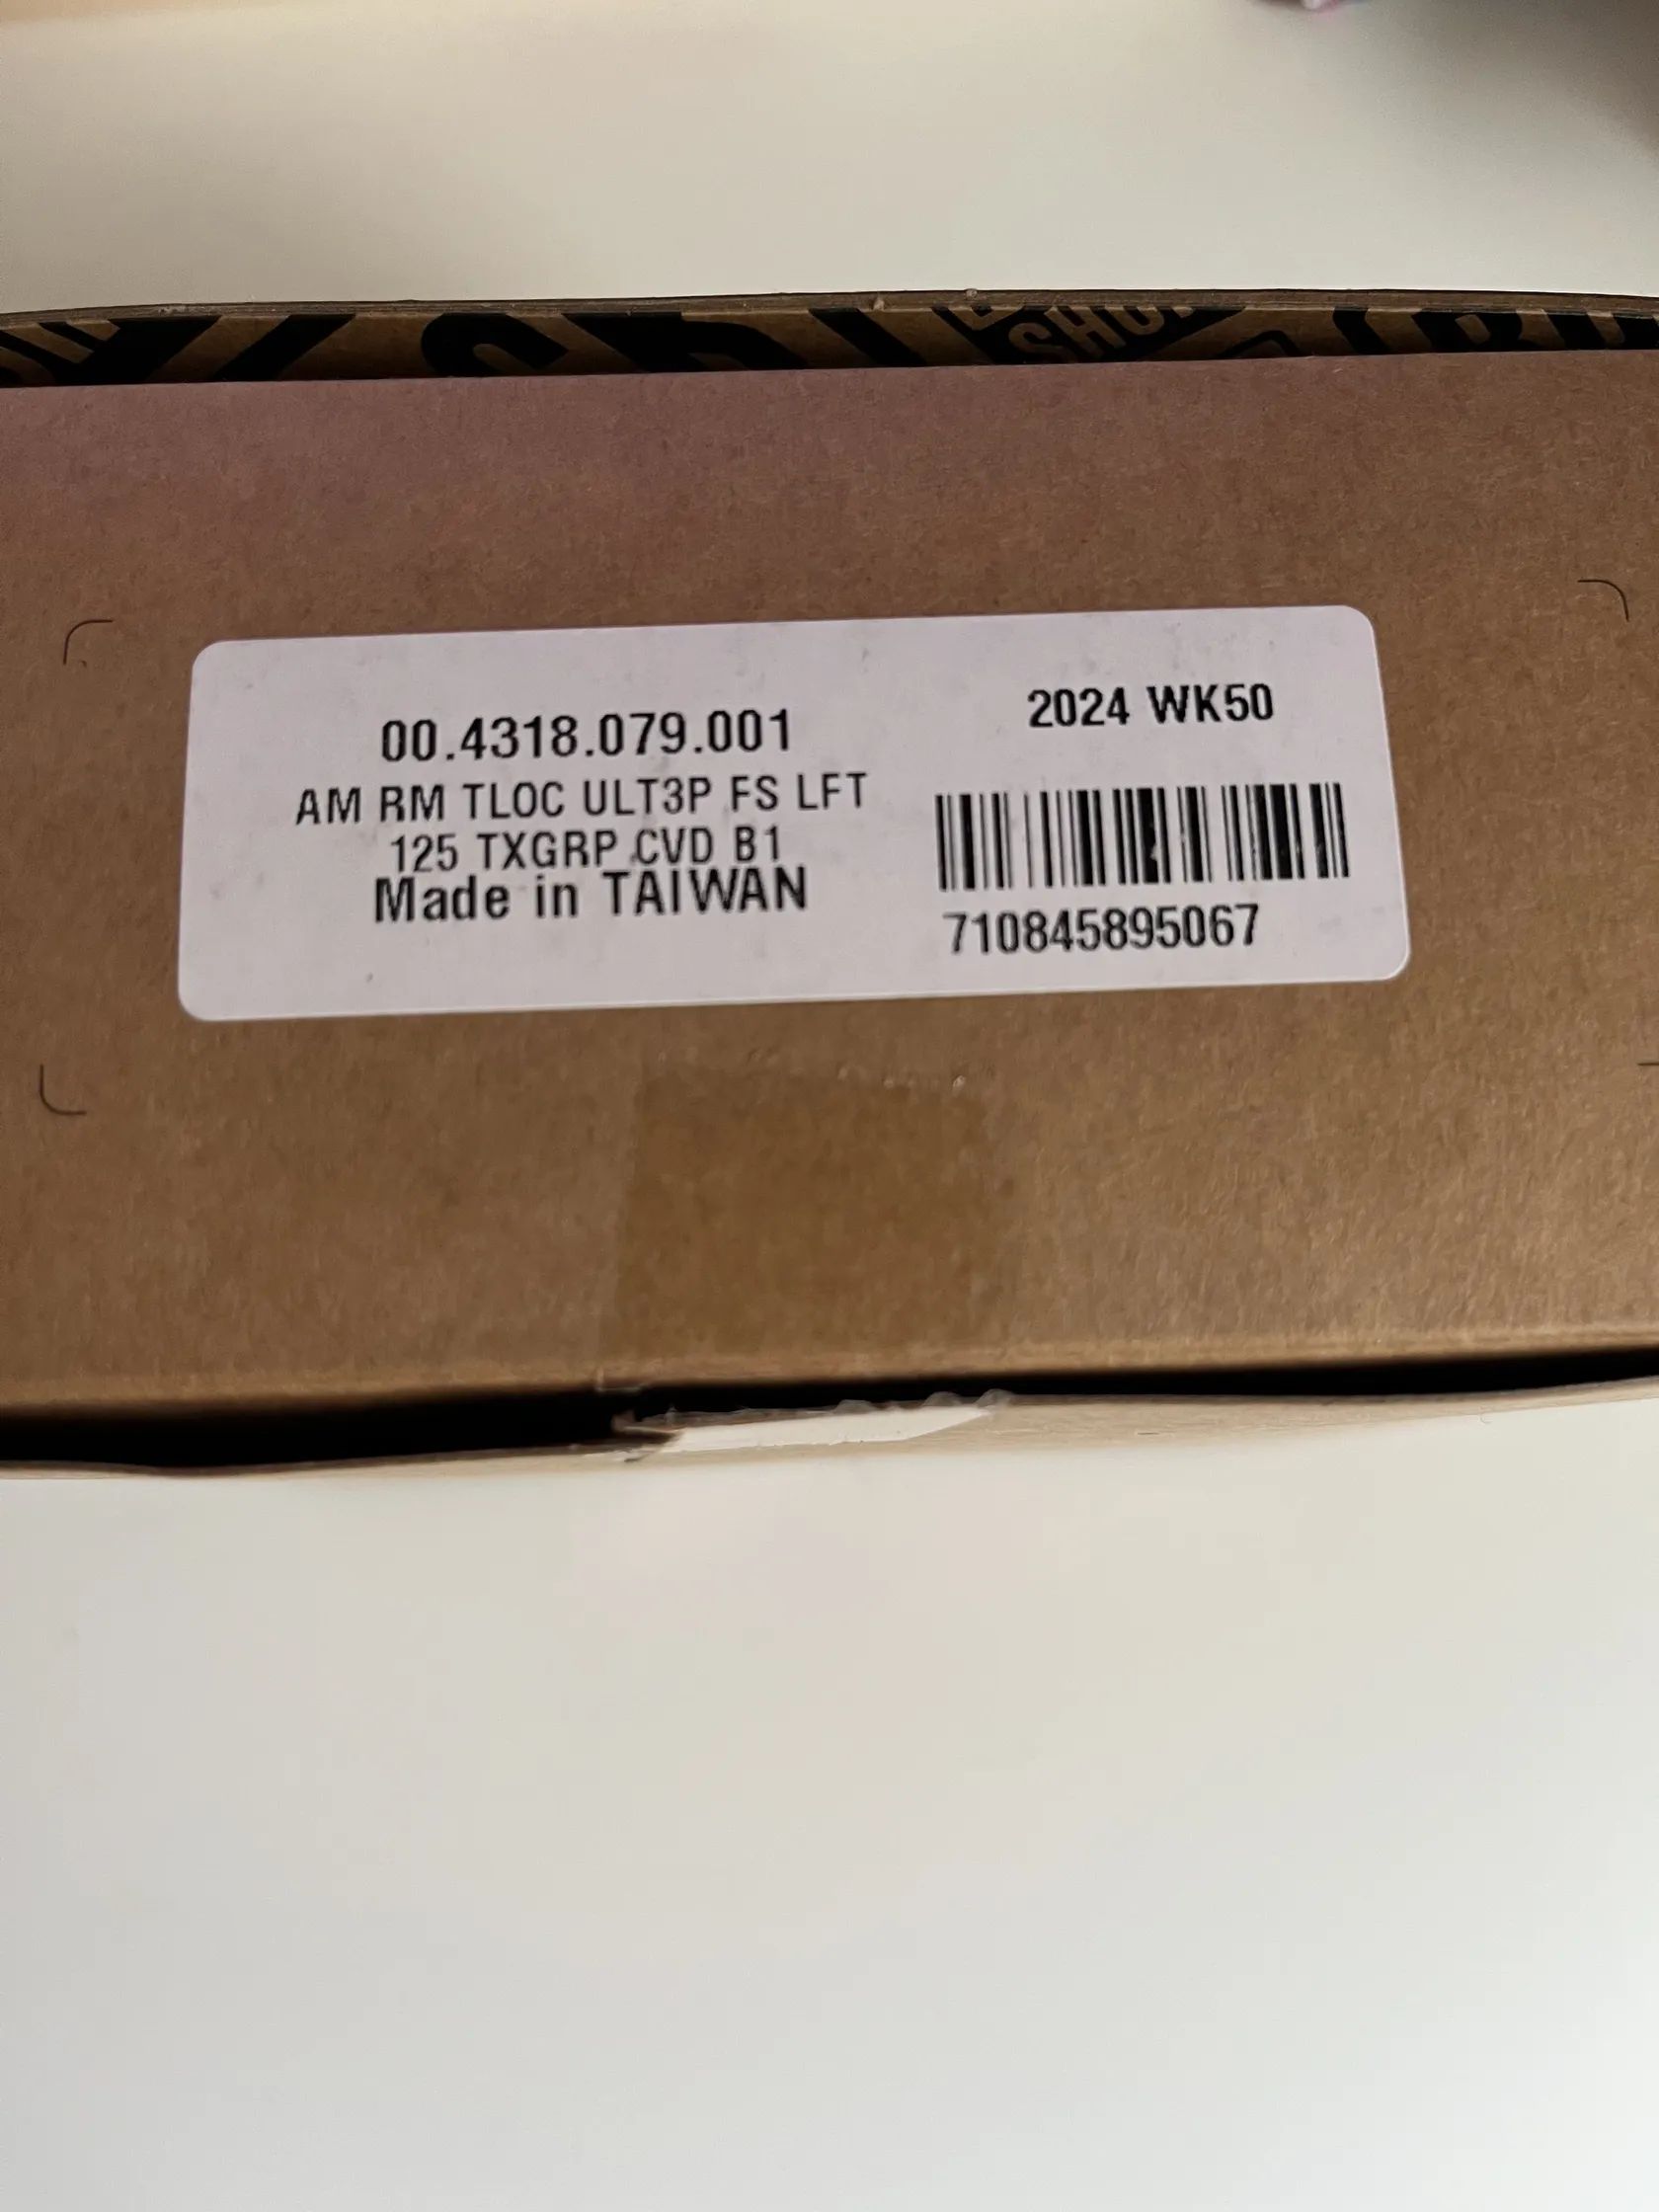 SHOP
00.4318.079.001
2024 WK50
AM RM TLOC ULT3P FS LFT
125 TXGRP CVD B1
Made in TAIWAN
710845895067